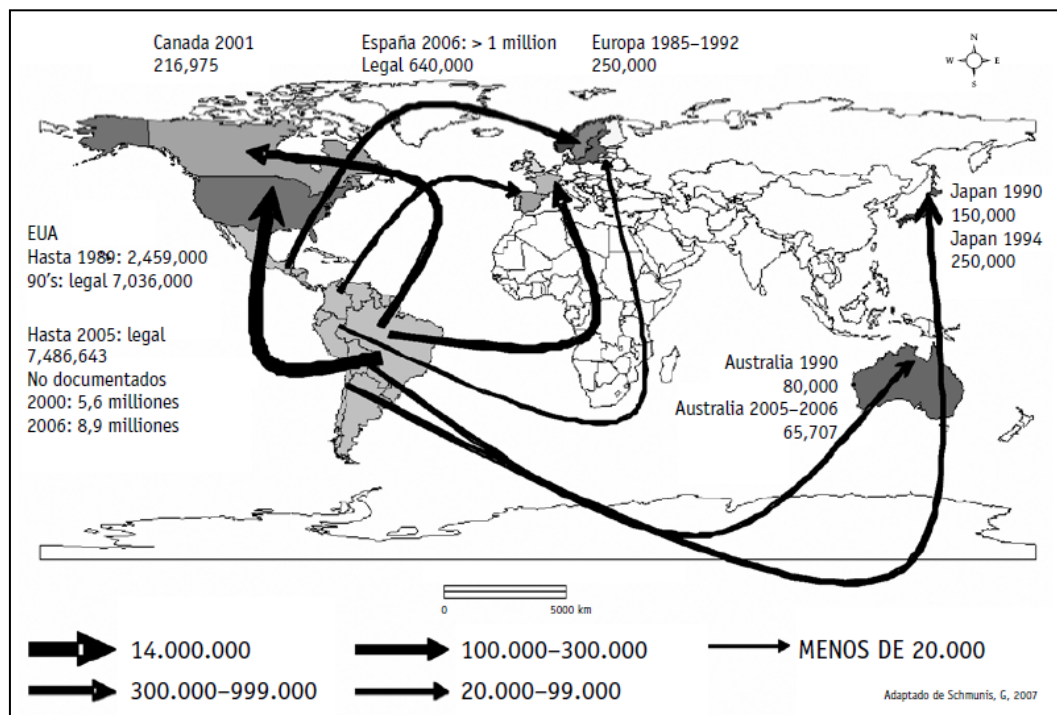 Canada 2001
216,975
España 2006: > 1 million
Legal 640,000
Europa 1985–1992
250,000
N
W
E
S
EUA
Hasta 1989: 2,459,000
90's: legal 7,036,000
Hasta 2005: legal
7,486,643
No documentados
2000: 5,6 milliones
2006: 8,9 milliones
Japan 1990
150,000
Japan 1994
250,000
Australia 1990
80,000
Australia 2005–2006
65,707
0
5000 km
14.000.000
100.000–300.000
MENOS DE 20.000
300.000–999.000
20.000–99.000
Adaptado de Schmunis, G, 2007